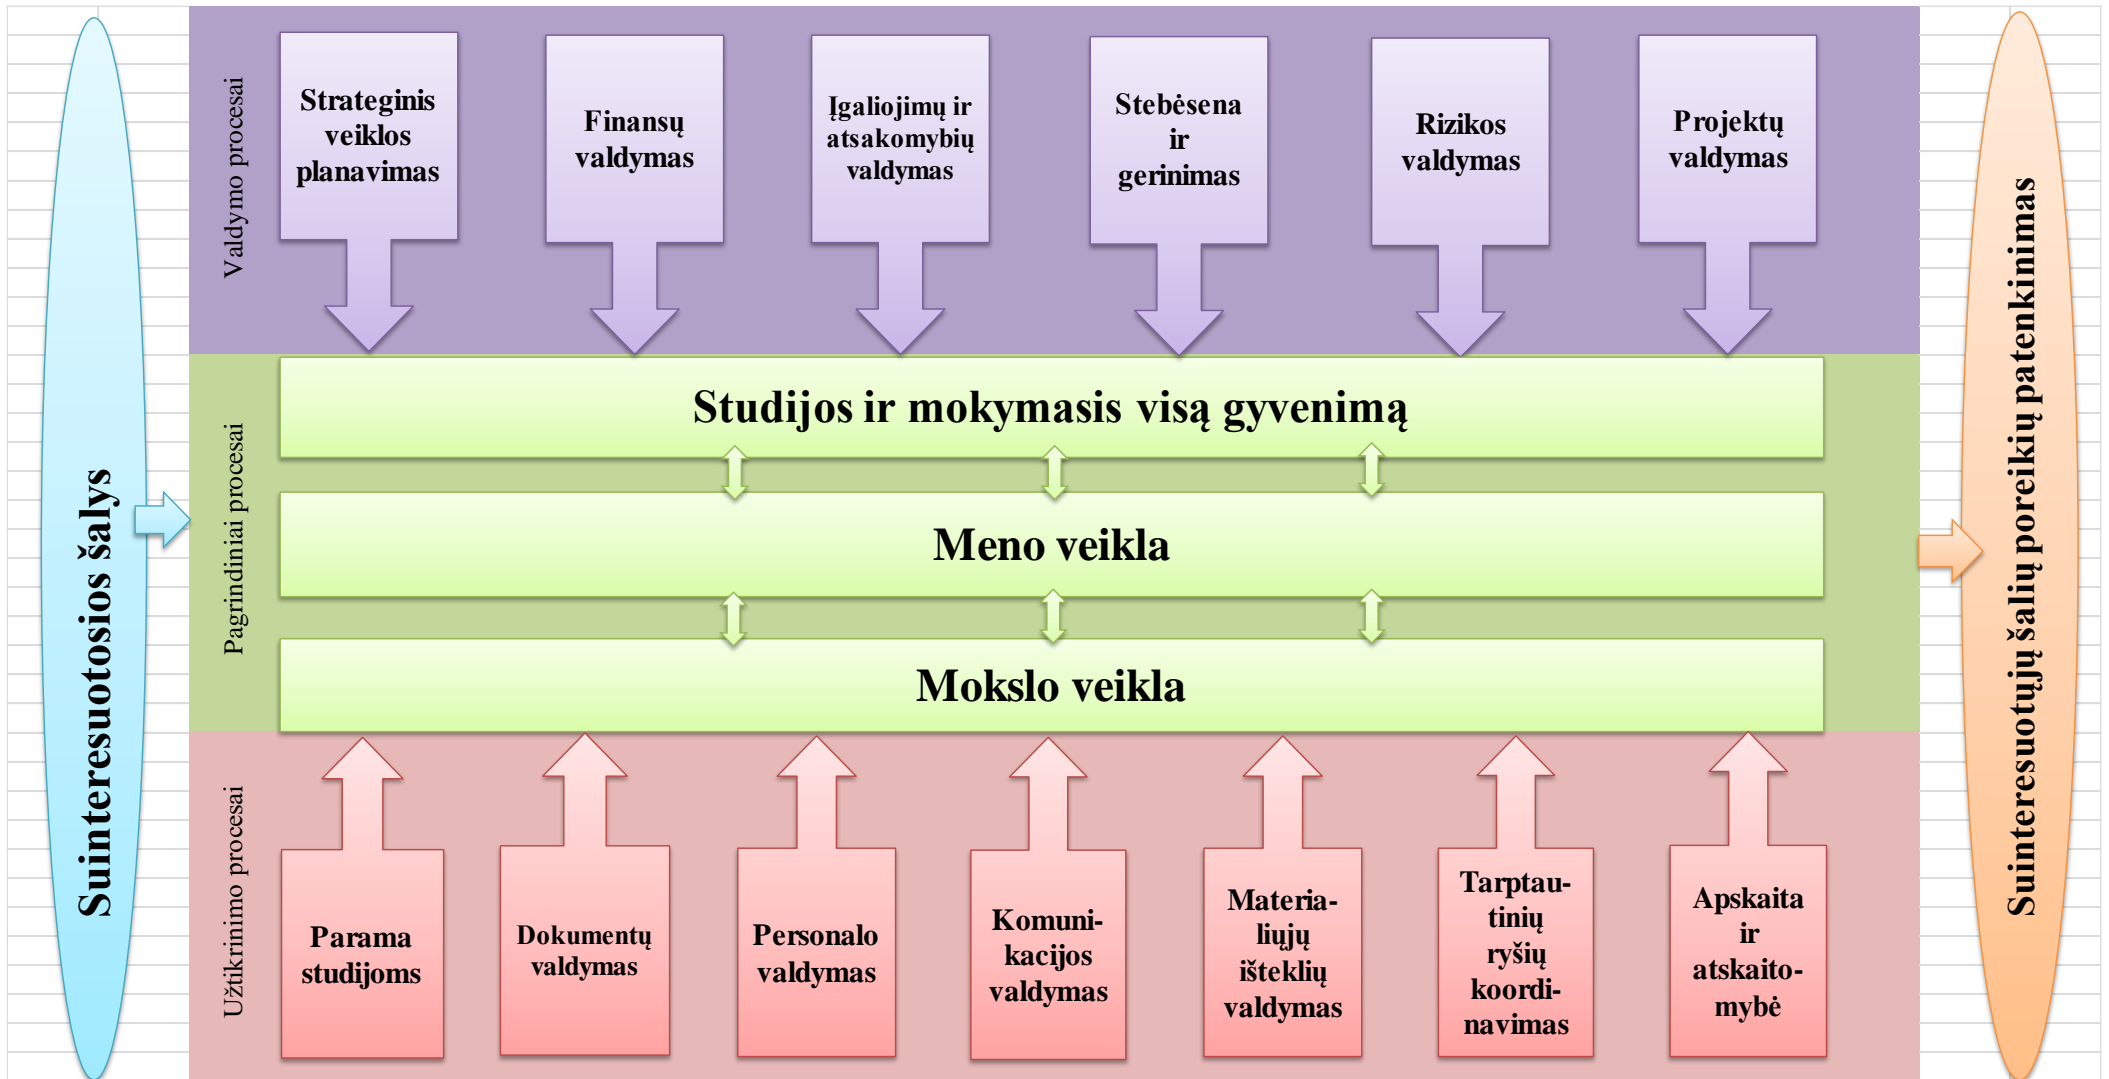 Suinteresuotosios šalys
Valdymo procesai
Strateginis
veiklos
planavimas
Finansų
valdymas
Įgaliojimų ir
atsakomybių
valdymas
Stebėsena
ir
gerinimas
Rizikos
valdymas
Projektų
valdymas
Pagrindiniai procesai
Studijos ir mokymasis visą gyvenimą
Meno veikla
Mokslo veikla
Užtikrinimo procesai
Parama
studijoms
Dokumentų
valdymas
Personalo
valdymas
Komuni-
kacijos
valdymas
Materia-
liųjų
išteklių
valdymas
Tarptau-
tinių
ryšių
koordi-
navimas
Apskaita
ir
atskaito-
mybė
Suinteresuotųjų šalių poreikių patenkinimas